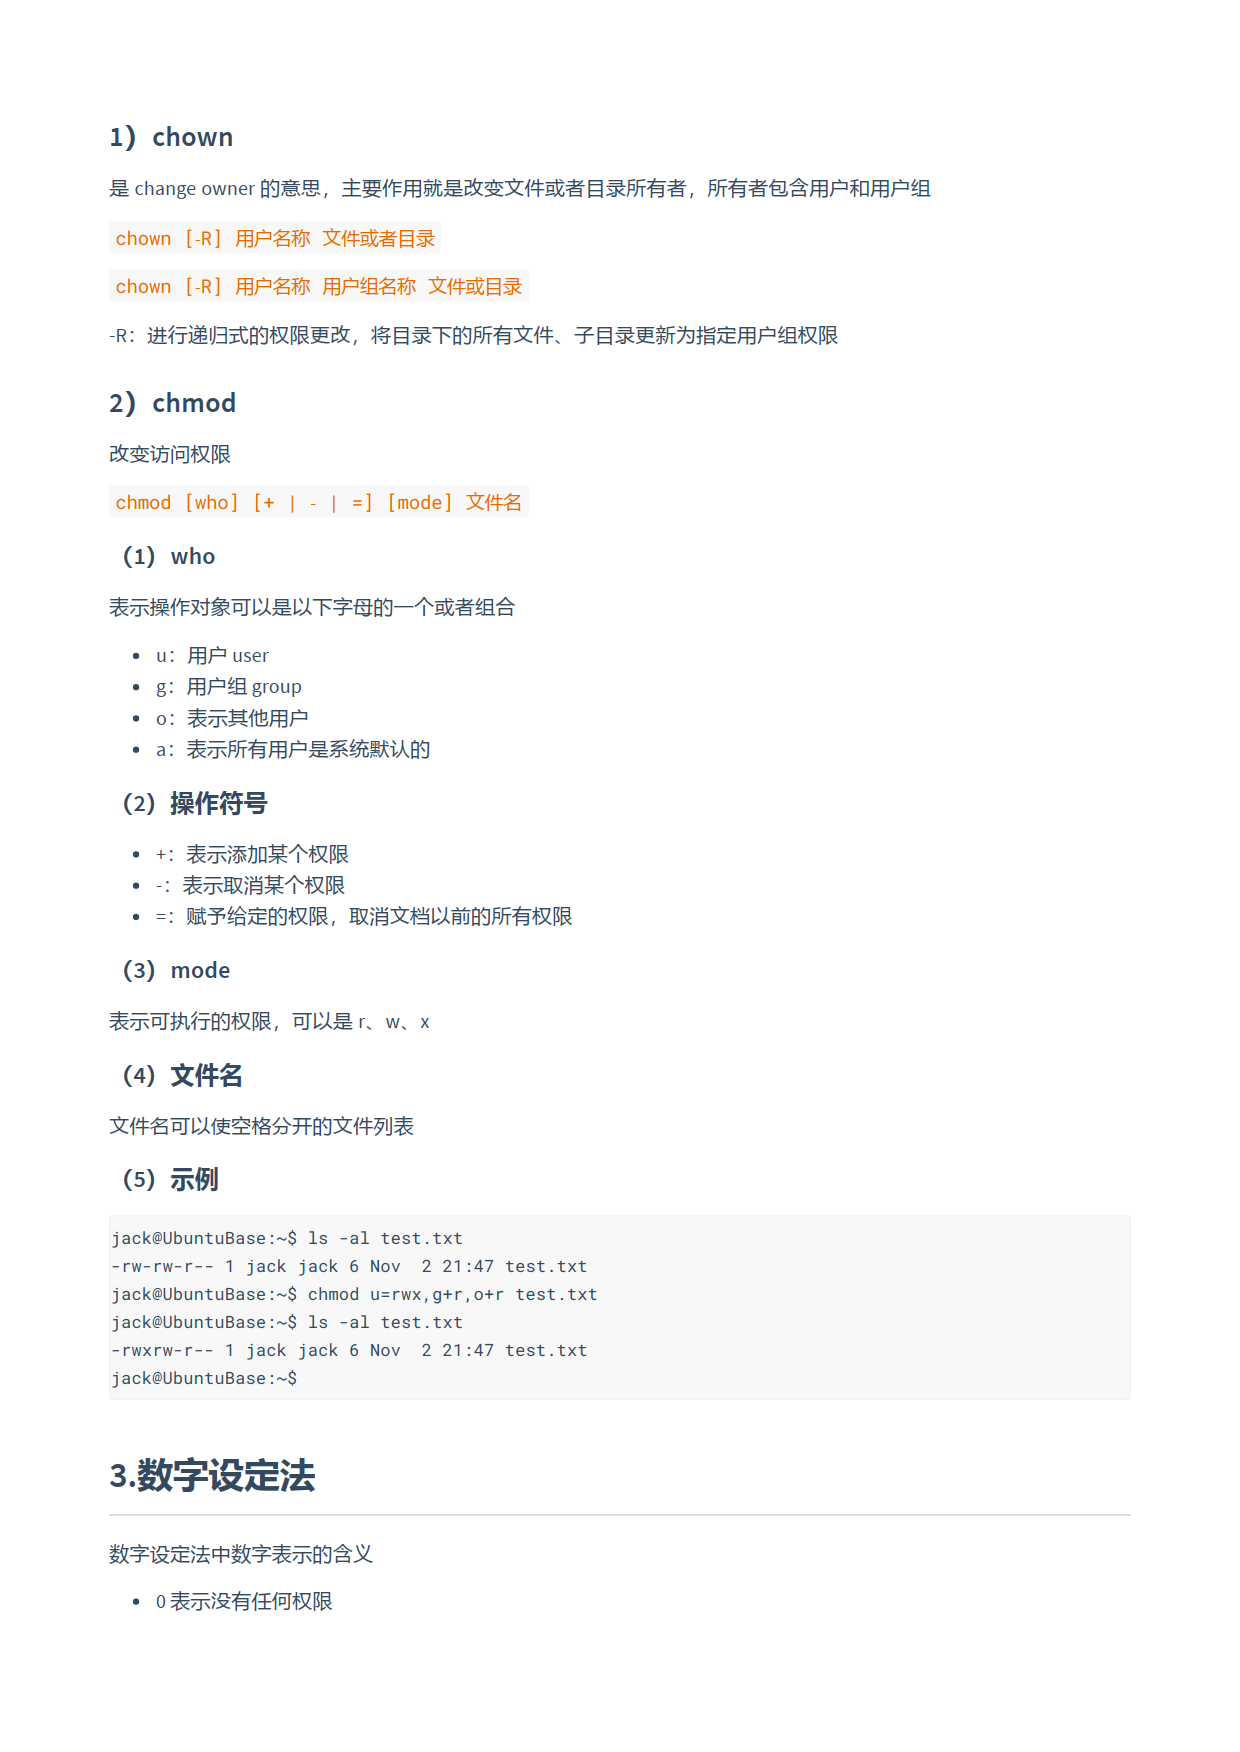 1）chown
是 change owner 的意思，主要作用就是改变文件或者目录所有者，所有者包含用户和用户组
chown [-R] 用户名称 文件或者目录
chown [-R] 用户名称 用户组名称 文件或目录
-R：进行递归式的权限更改，将目录下的所有文件、子目录更新为指定用户组权限
2）chmod
改变访问权限
chmod [who] [+ | - | =] [mode] 文件名
（1）who
表示操作对象可以是以下字母的一个或者组合
• u：用户 user
• g：用户组 group
• o：表示其他用户
• a：表示所有用户是系统默认的
（2）操作符号
• +：表示添加某个权限
• -：表示取消某个权限
• =：赋予给定的权限，取消文档以前的所有权限
（3）mode
表示可执行的权限，可以是 r、w、x
（4）文件名
文件名可以使空格分开的文件列表
（5）示例
jack@UbuntuBase:~$ ls -al test.txt
-rw-rw-r-- 1 jack jack 6 Nov  2 21:47 test.txt
jack@UbuntuBase:~$ chmod u=rwx,g+r,o+r test.txt
jack@UbuntuBase:~$ ls -al test.txt
-rwxrw-r-- 1 jack jack 6 Nov  2 21:47 test.txt
jack@UbuntuBase:~$
3.数字设定法
数字设定法中数字表示的含义
• 0 表示没有任何权限